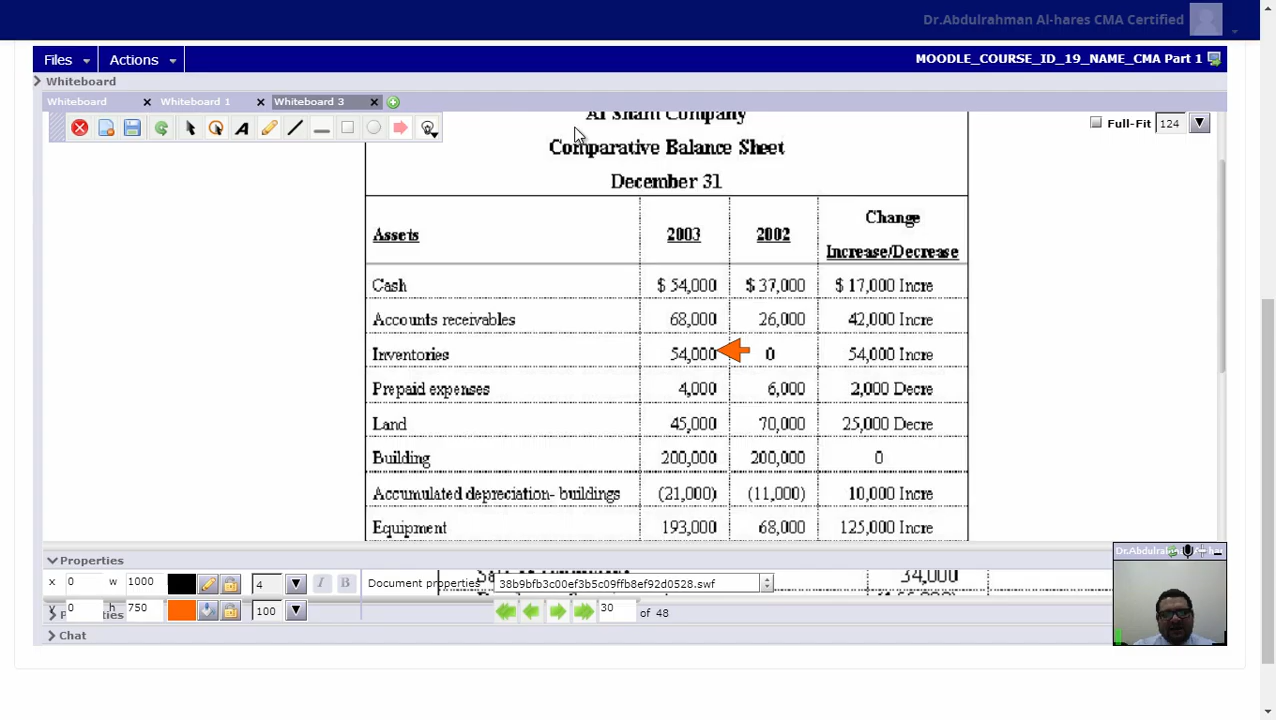 Dr.Abdulrahman Al-hares CMA Certified
Files Actions MOODLE_COURSE_ID_19_NAME_CMA Part 1
Whiteboard
Whiteboard Whiteboard 1 Whiteboard 3
Full-Fit 124
Al Sham Company
Comparative Balance Sheet
December 31
Assets 2003 2002 Change Increase/Decrease
Cash $ 54,000 $ 37,000 $ 17,000 Incre
Accounts receivables 68,000 26,000 42,000 Incre
Inventories 54,000 0 54,000 Incre
Prepaid expenses 4,000 6,000 2,000 Decre
Land 45,000 70,000 25,000 Decre
Building 200,000 200,000 0
Accumulated depreciation- buildings (21,000) (11,000) 10,000 Incre
Equipment 193,000 68,000 125,000 Incre
Dr.Abdulrahman
Properties
x 0 w 1000 4 I B Document properties 38b9bfb3c00ef3b5c09ffb8ef92d0528.swf 34,000
y 0 h 750 100 30 of 48
Chat